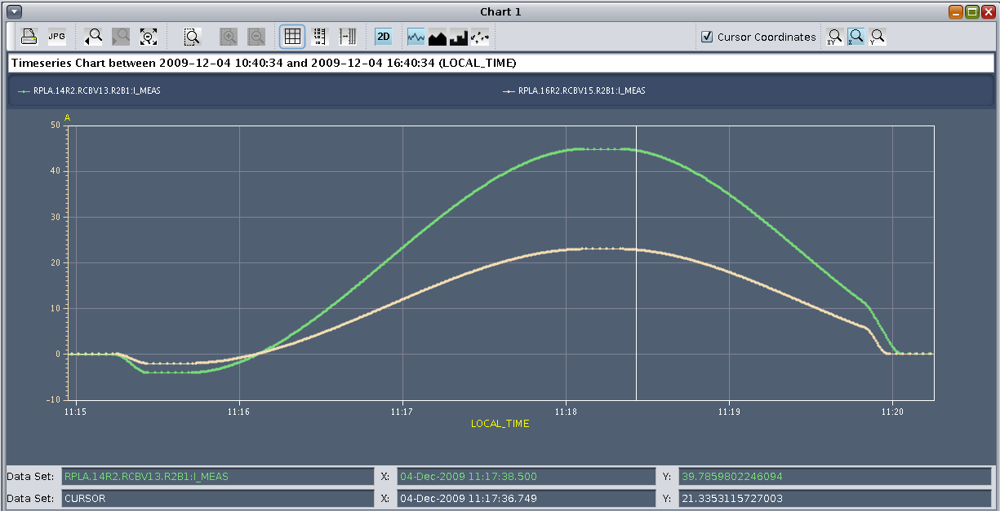 Chart 1
JPG 2D Cursor Coordinates XY X Y
Timeseries Chart between 2009-12-04 10:40:34 and 2009-12-04 16:40:34 (LOCAL_TIME)
RPLA.14R2.RCBV13.R2B1:I_MEAS RPLA.16R2.RCBV15.R2B1:I_MEAS
A
50
40
30
20
10
0
-10
11:15 11:16 11:17 11:18 11:19 11:20
LOCAL_TIME
Data Set: RPLA.14R2.RCBV13.R2B1:I_MEAS X: 04-Dec-2009 11:17:38.500 Y: 39.7859802246094
Data Set: CURSOR X: 04-Dec-2009 11:17:36.749 Y: 21.3353115727003